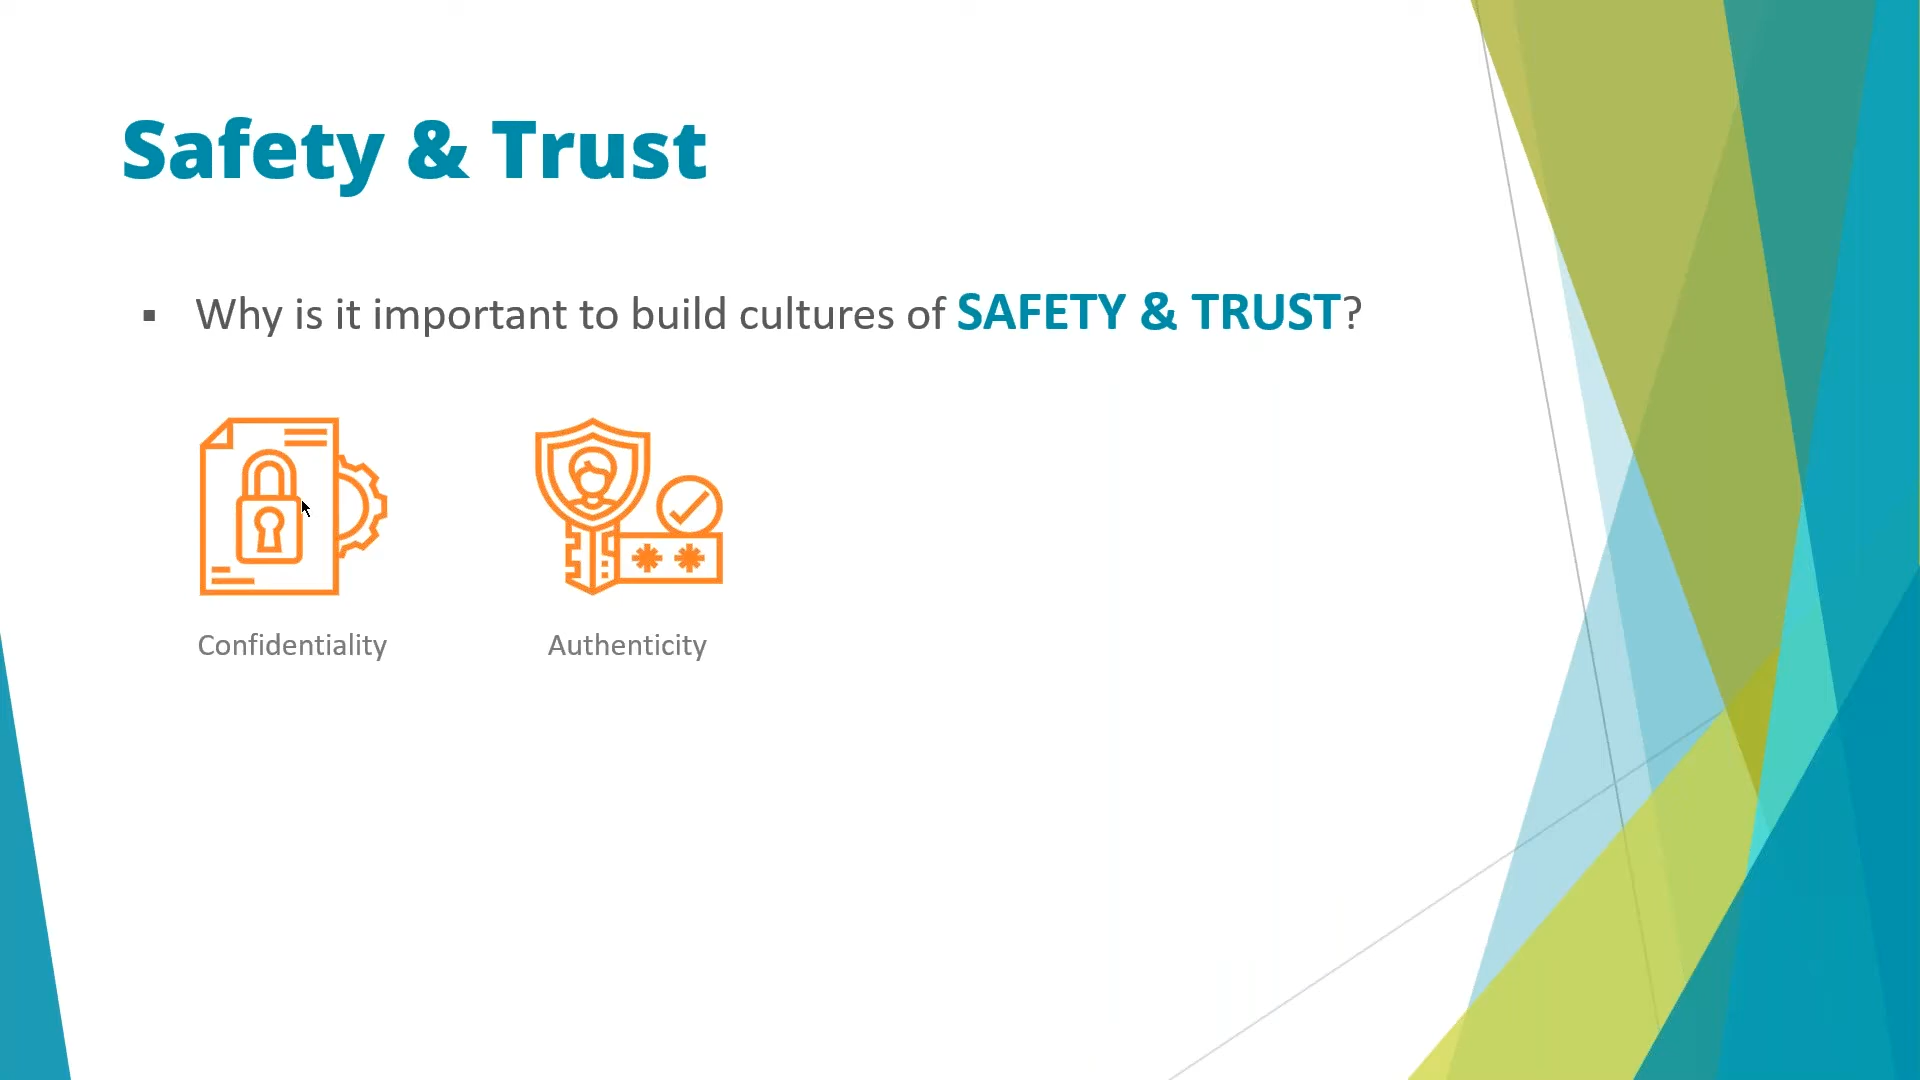 Safety & Trust
▪ Why is it important to build cultures of SAFETY & TRUST?
Confidentiality
Authenticity